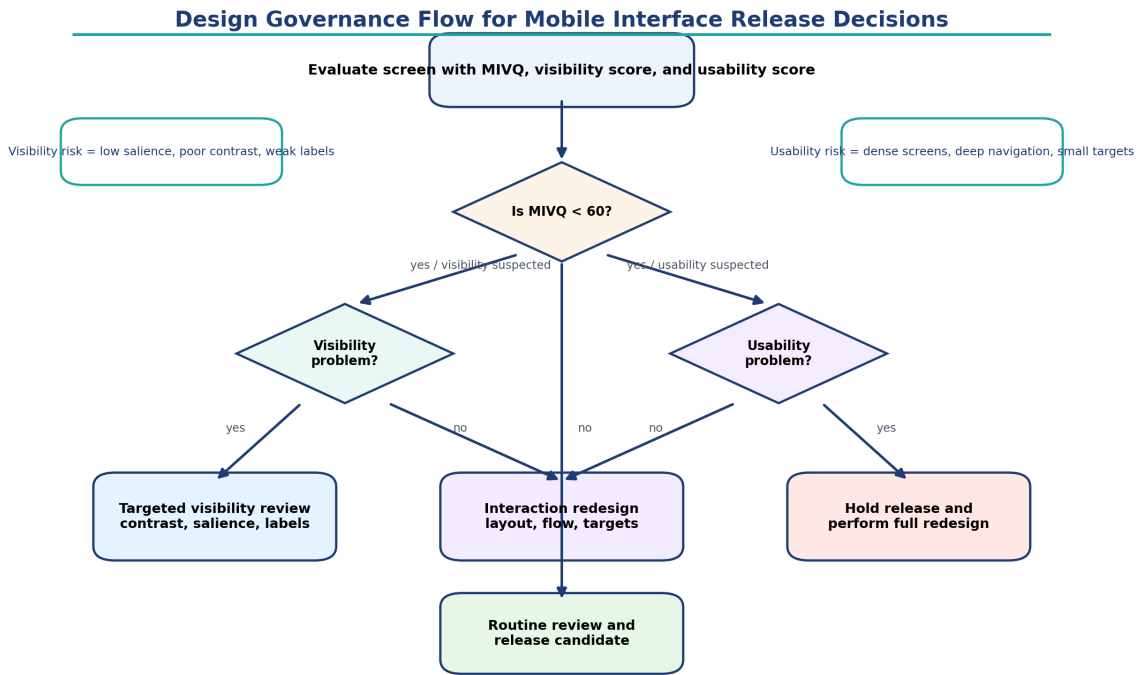 Design Governance Flow for Mobile Interface Release Decisions
Evaluate screen with MIVQ, visibility score, and usability score
Visibility risk = low salience, poor contrast, weak labels
Usability risk = dense screens, deep navigation, small targets
Is MIVQ < 60?
yes / visibility suspected
yes / usability suspected
Visibility
problem?
Usability
problem?
yes
no
no
no
yes
Targeted visibility review
contrast, salience, labels
Interaction redesign
layout, flow, targets
Hold release and
perform full redesign
Routine review and
release candidate